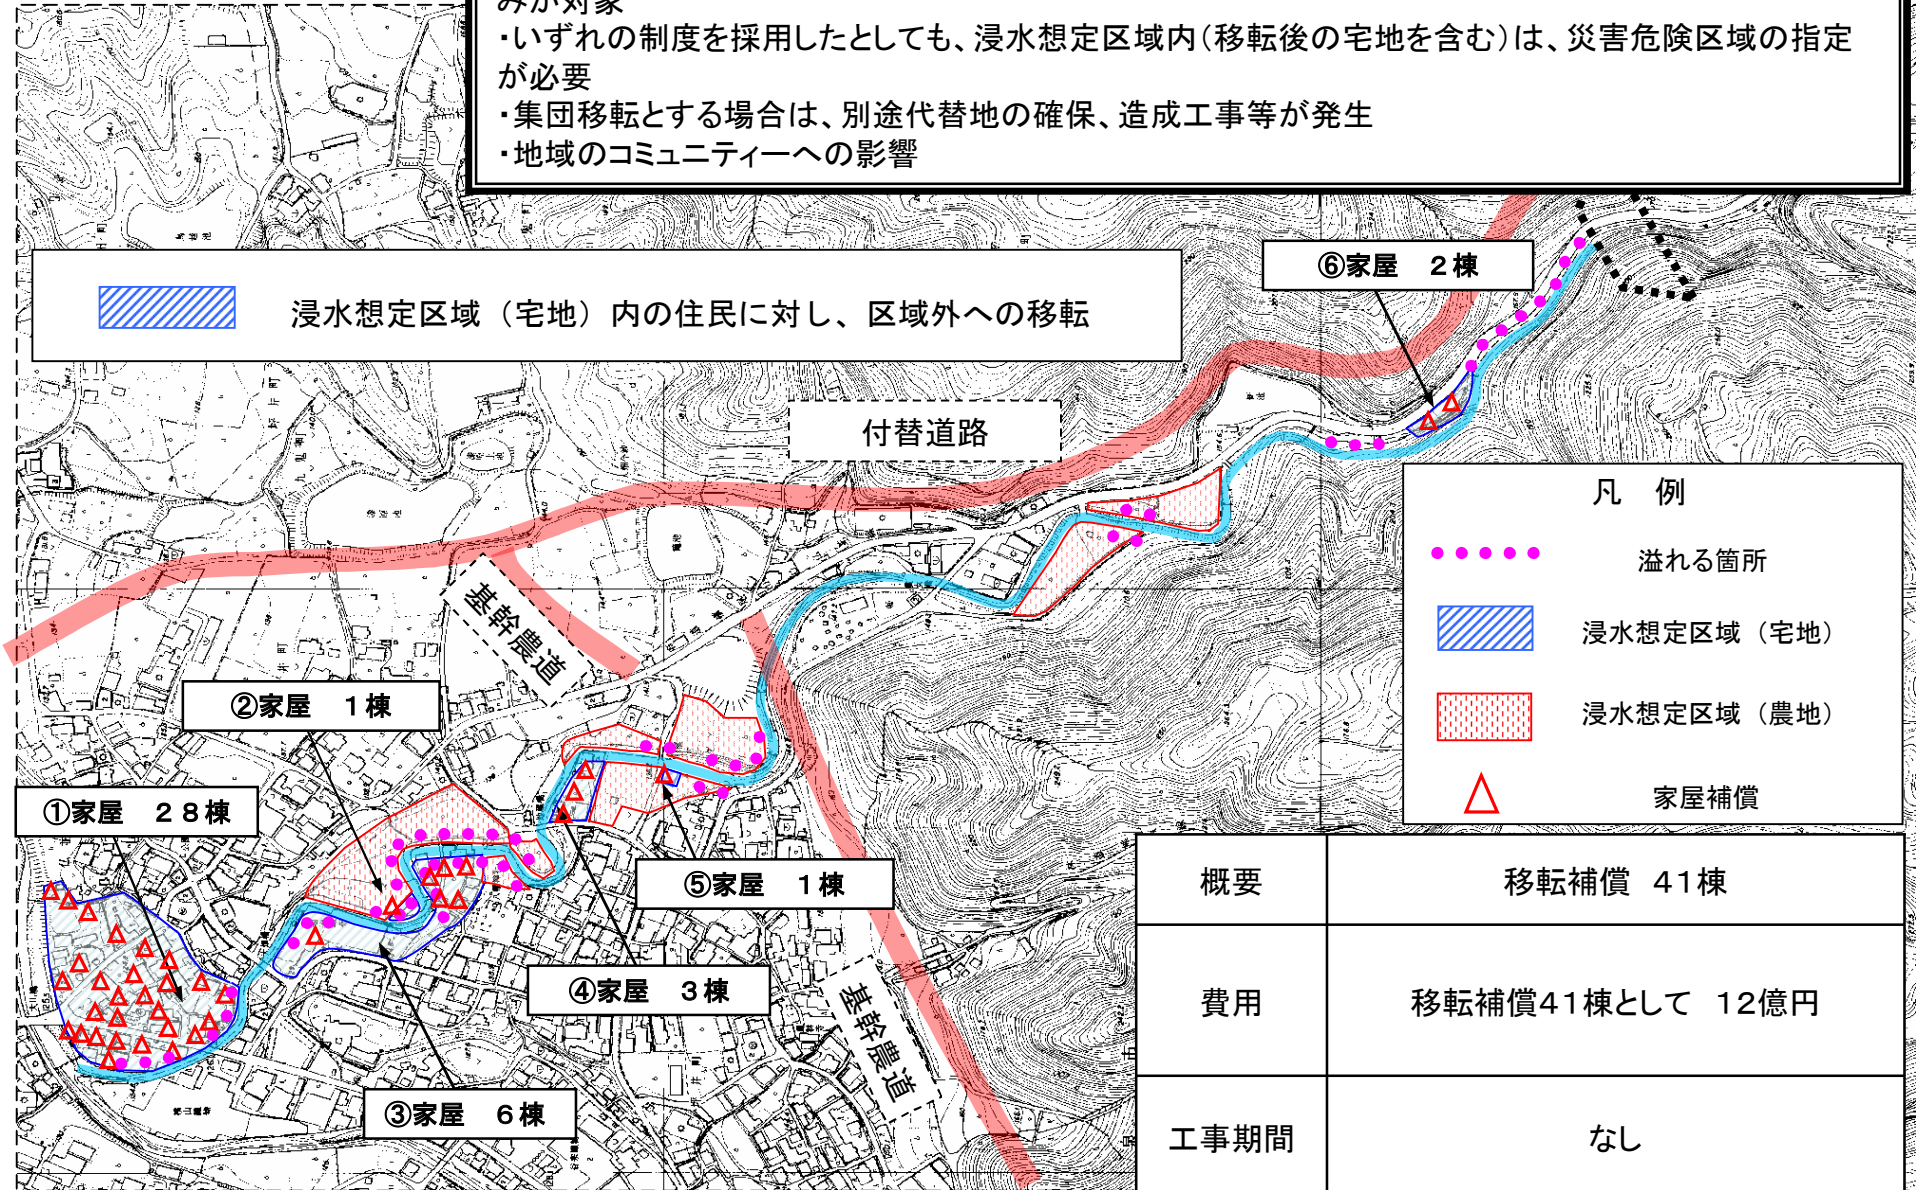 みが対象
・いずれの制度を採用したとしても、浸水想定区域内(移転後の宅地を含む)は、災害危険区域の指定
が必要
・集団移転とする場合は、別途代替地の確保、造成工事等が発生
・地域のコミュニティーへの影響
浸水想定区域（宅地）内の住民に対し、区域外への移転
⑥家屋　２棟
付替道路
凡　例
溢れる箇所
浸水想定区域（宅地）
浸水想定区域（農地）
家屋補償
基幹農道
②家屋　１棟
①家屋　２８棟
⑤家屋　１棟
④家屋　３棟
基幹農道
③家屋　６棟
概要　移転補償　４１棟
費用　移転補償４１棟として　１２億円
工事期間　なし